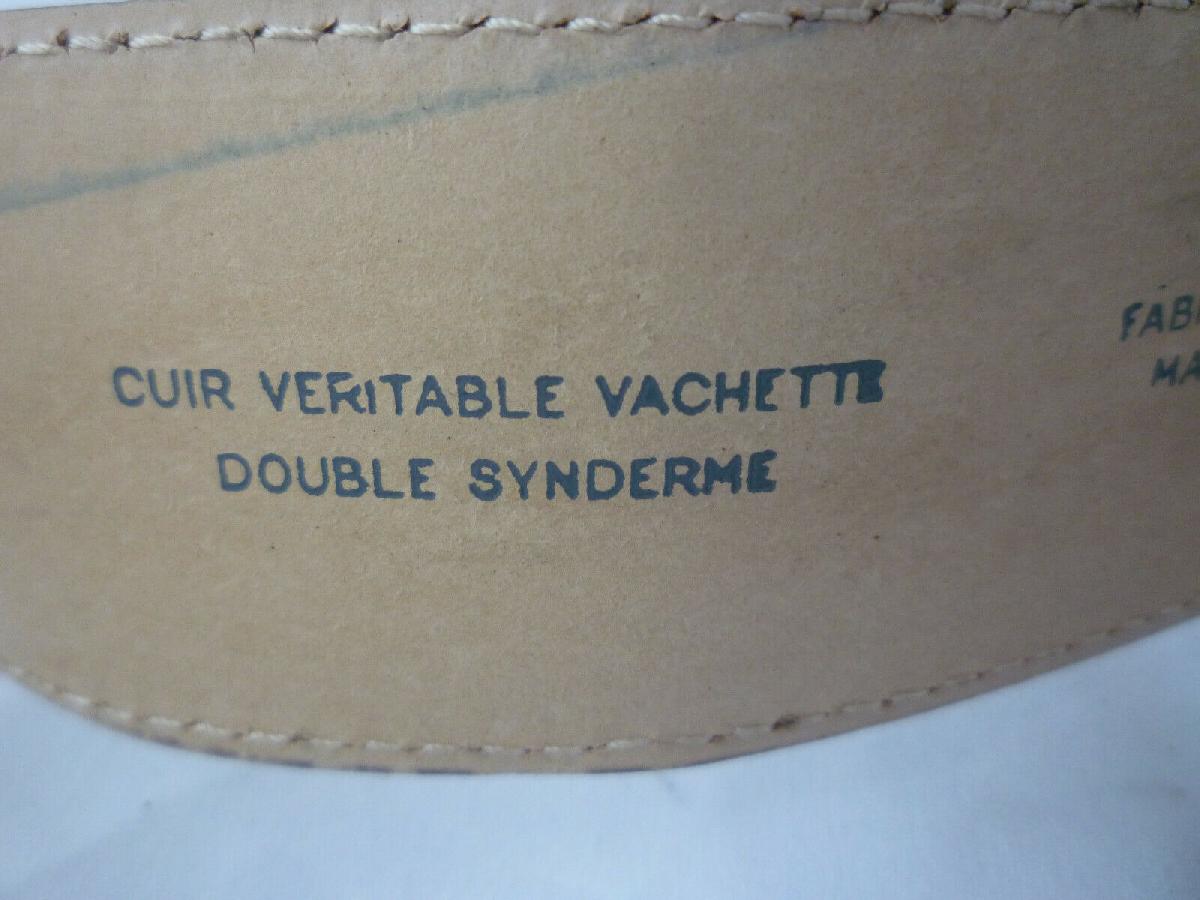 CUIR VERITABLE VACHETTE
DOUBLE SYNDERME